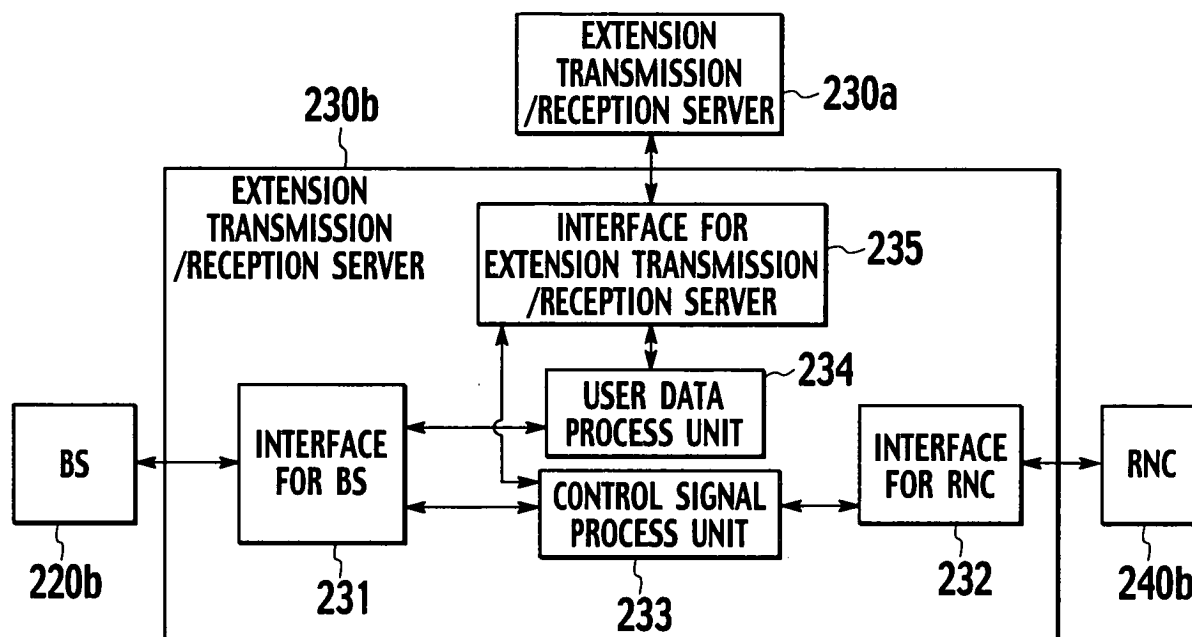 EXTENSION
TRANSMISSION
/RECEPTION SERVER
230a
230b
EXTENSION
TRANSMISSION
/RECEPTION SERVER
INTERFACE FOR
EXTENSION TRANSMISSION
/RECEPTION SERVER
235
234
USER DATA
PROCESS UNIT
BS
INTERFACE
FOR BS
INTERFACE
FOR RNC
RNC
CONTROL SIGNAL
PROCESS UNIT
220b
231
233
232
240b